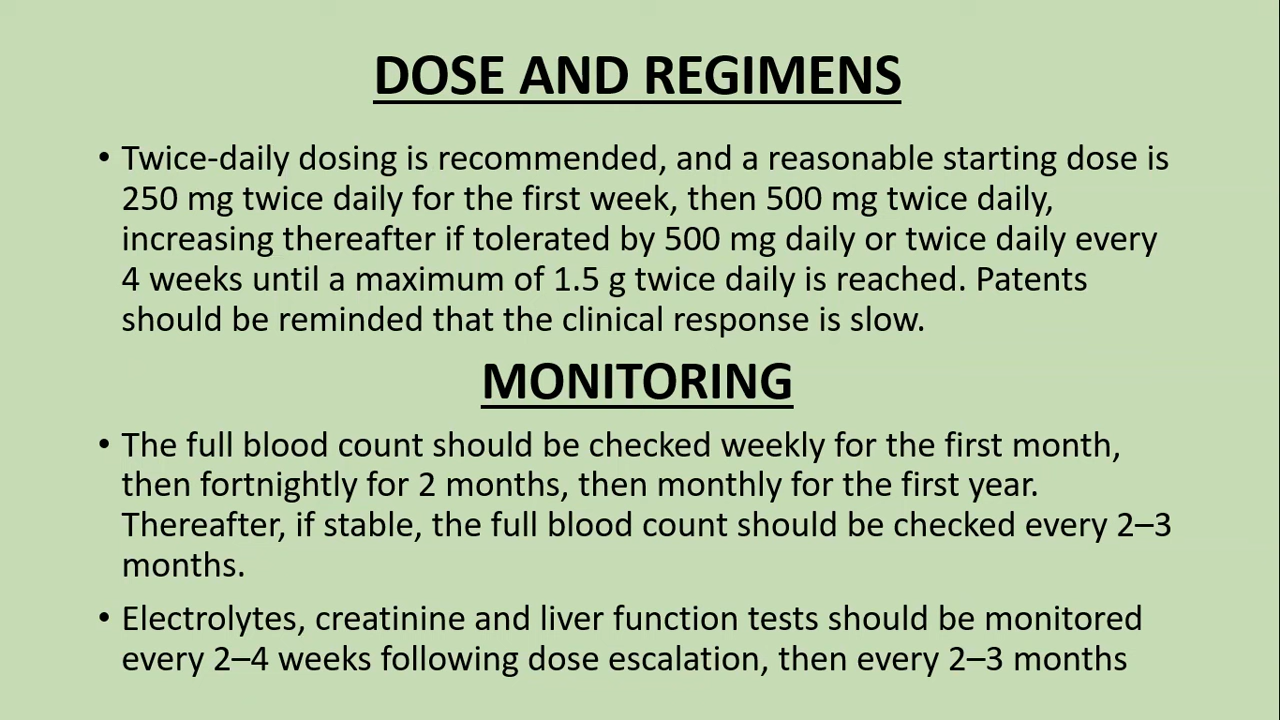 DOSE AND REGIMENS
• Twice-daily dosing is recommended, and a reasonable starting dose is
250 mg twice daily for the first week, then 500 mg twice daily,
increasing thereafter if tolerated by 500 mg daily or twice daily every
4 weeks until a maximum of 1.5 g twice daily is reached. Patents
should be reminded that the clinical response is slow.
MONITORING
• The full blood count should be checked weekly for the first month,
then fortnightly for 2 months, then monthly for the first year.
Thereafter, if stable, the full blood count should be checked every 2–3
months.
• Electrolytes, creatinine and liver function tests should be monitored
every 2–4 weeks following dose escalation, then every 2–3 months